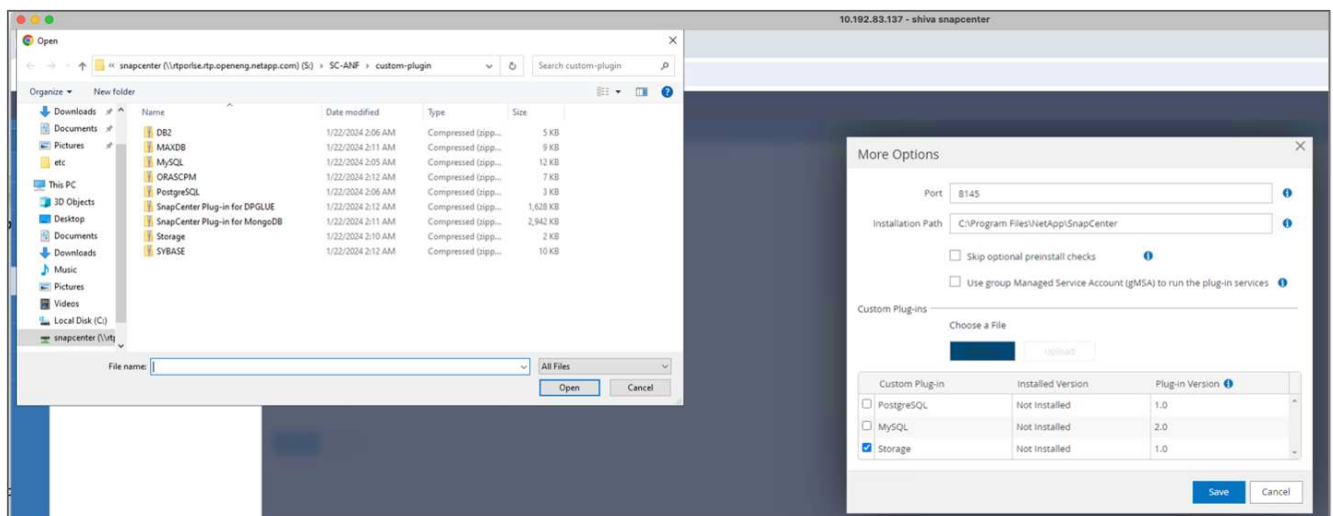 10.192.83.137 - shiva snapcenter
Open
« snapcenter (\\rtporlse.rtp.openeng.netapp.com) (S:) › SC-ANF › custom-plugin
Search custom-plugin
Organize
New folder
Downloads
Documents
Pictures
etc
This PC
3D Objects
Desktop
Documents
Downloads
Music
Pictures
Videos
Local Disk (C:)
snapcenter (\\rtp
Name Date modified Type Size
DB2 1/22/2024 2:06 AM Compressed (zipp... 5 KB
MAXDB 1/22/2024 2:11 AM Compressed (zipp... 9 KB
MySQL 1/22/2024 2:05 AM Compressed (zipp... 12 KB
ORASCPM 1/22/2024 2:12 AM Compressed (zipp... 7 KB
PostgreSQL 1/22/2024 2:06 AM Compressed (zipp... 3 KB
SnapCenter Plug-in for DPGLUE 1/22/2024 2:12 AM Compressed (zipp... 1,628 KB
SnapCenter Plug-in for MongoDB 1/22/2024 2:11 AM Compressed (zipp... 2,942 KB
Storage 1/22/2024 2:10 AM Compressed (zipp... 2 KB
SYBASE 1/22/2024 2:12 AM Compressed (zipp... 10 KB
File name:
All Files
Open Cancel
More Options
Port 8145
Installation Path C:\Program Files\NetApp\SnapCenter
Skip optional preinstall checks
Use group Managed Service Account (gMSA) to run the plug-in services
Custom Plug-ins
Choose a File
Upload
Custom Plug-in Installed Version Plug-in Version
PostgreSQL Not Installed 1.0
MySQL Not Installed 2.0
Storage Not Installed 1.0
Save Cancel